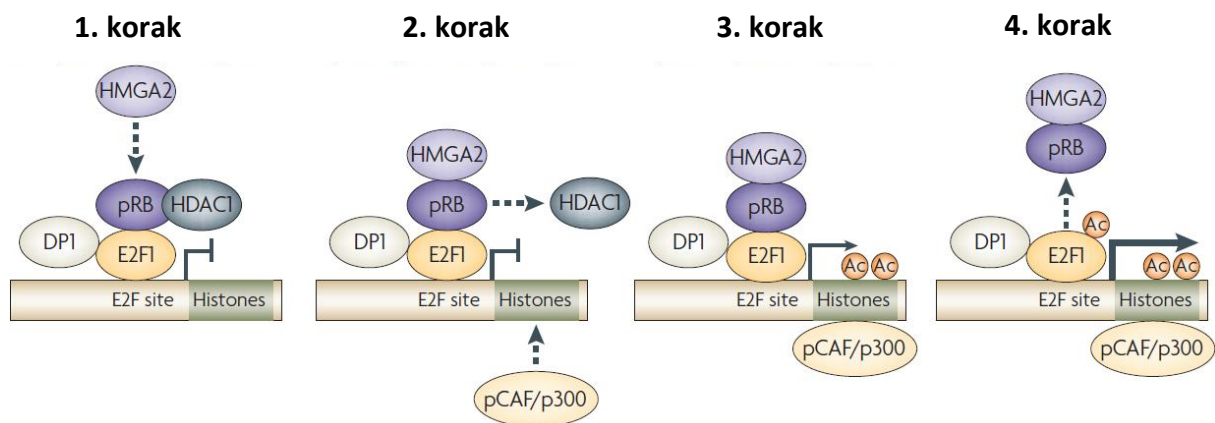 1. korak
HMGA2
pRB
HDAC1
DP1
E2F1
E2F site
Histones
2. korak
HMGA2
pRB
HDAC1
DP1
E2F1
E2F site
Histones
pCAF/p300
3. korak
HMGA2
pRB
DP1
E2F1
Ac Ac
E2F site
Histones
pCAF/p300
4. korak
HMGA2
pRB
Ac
DP1
E2F1
Ac Ac
E2F site
Histones
pCAF/p300